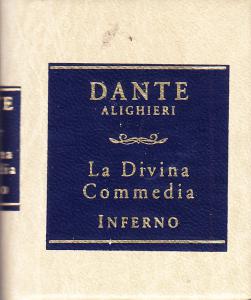 DANTE
ALIGHIERI
La Divina
Commedia
INFERNO